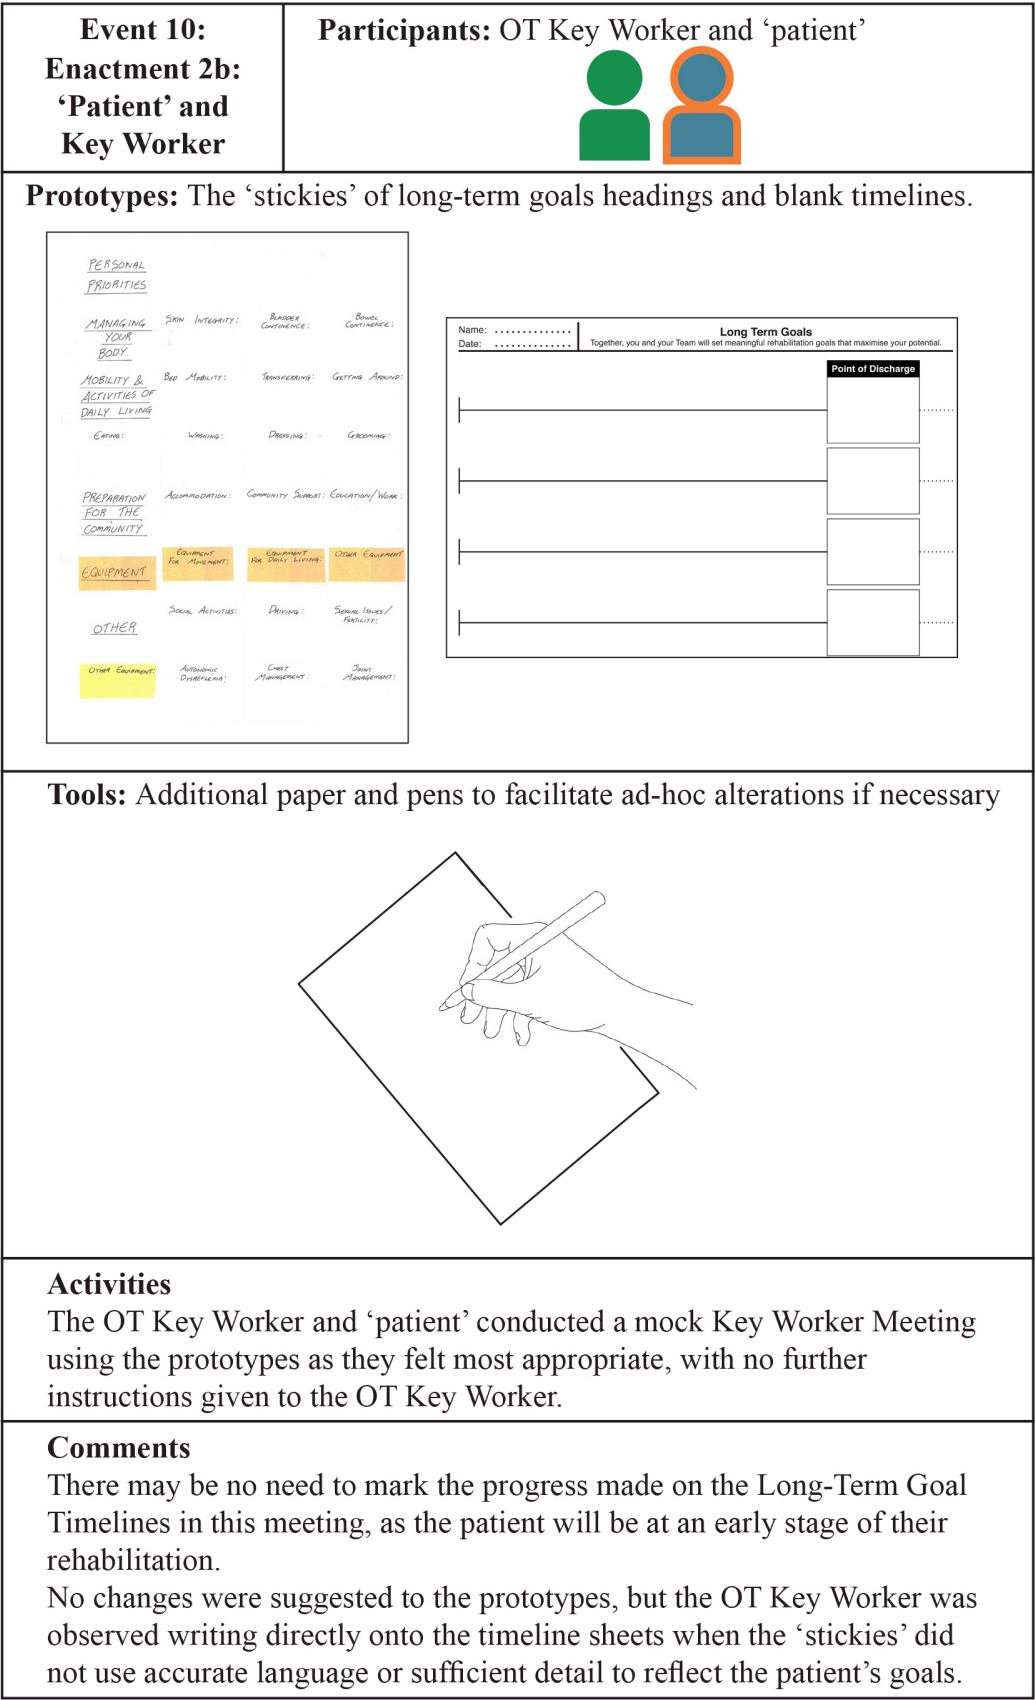 Event 10:
Enactment 2b:
‘Patient’ and
Key Worker
Participants: OT Key Worker and ‘patient’
Prototypes: The ‘stickies’ of long-term goals headings and blank timelines.
PERSONAL
PRIORITIES
MANAGING
YOUR
BODY
SKIN INTEGRITY:
BLADDER
CONTINENCE:
BOWEL
CONTINENCE:
MOBILITY &
ACTIVITIES OF
DAILY LIVING
BED MOBILITY:
TRANSFERRING:
GETTING AROUND:
EATING:
WASHING:
DRESSING:
GROOMING:
PREPARATION
FOR THE
COMMUNITY
ACCOMMODATION:
COMMUNITY SUPPORT:
EDUCATION/WORK:
EQUIPMENT
EQUIPMENT
FOR MOVEMENT:
EQUIPMENT
FOR DAILY LIVING:
OTHER EQUIPMENT
OTHER
SOCIAL ACTIVITIES:
DRIVING:
SEXUAL ISSUES/
FERTILITY:
OTHER EQUIPMENT:
AUTONOMIC
DYSREFLEXIA:
CHEST
MANAGEMENT:
JOINT
MANAGEMENT:
Name: ..............
Date: ..............
Long Term Goals
Together, you and your Team will set meaningful rehabilitation goals that maximise your potential.
Point of Discharge
Tools: Additional paper and pens to facilitate ad-hoc alterations if necessary
Activities
The OT Key Worker and ‘patient’ conducted a mock Key Worker Meeting
using the prototypes as they felt most appropriate, with no further
instructions given to the OT Key Worker.
Comments
There may be no need to mark the progress made on the Long-Term Goal
Timelines in this meeting, as the patient will be at an early stage of their
rehabilitation.
No changes were suggested to the prototypes, but the OT Key Worker was
observed writing directly onto the timeline sheets when the ‘stickies’ did
not use accurate language or sufficient detail to reflect the patient’s goals.